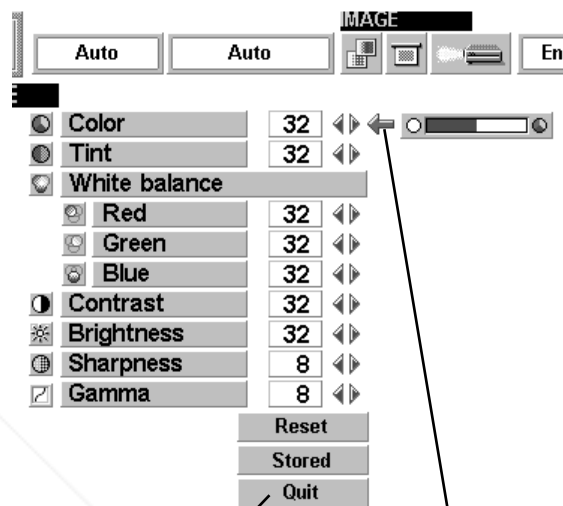 IMAGE
Auto
Auto
En
E
Color 32
Tint 32
White balance
Red 32
Green 32
Blue 32
Contrast 32
Brightness 32
Sharpness 8
Gamma 8
Reset
Stored
Quit